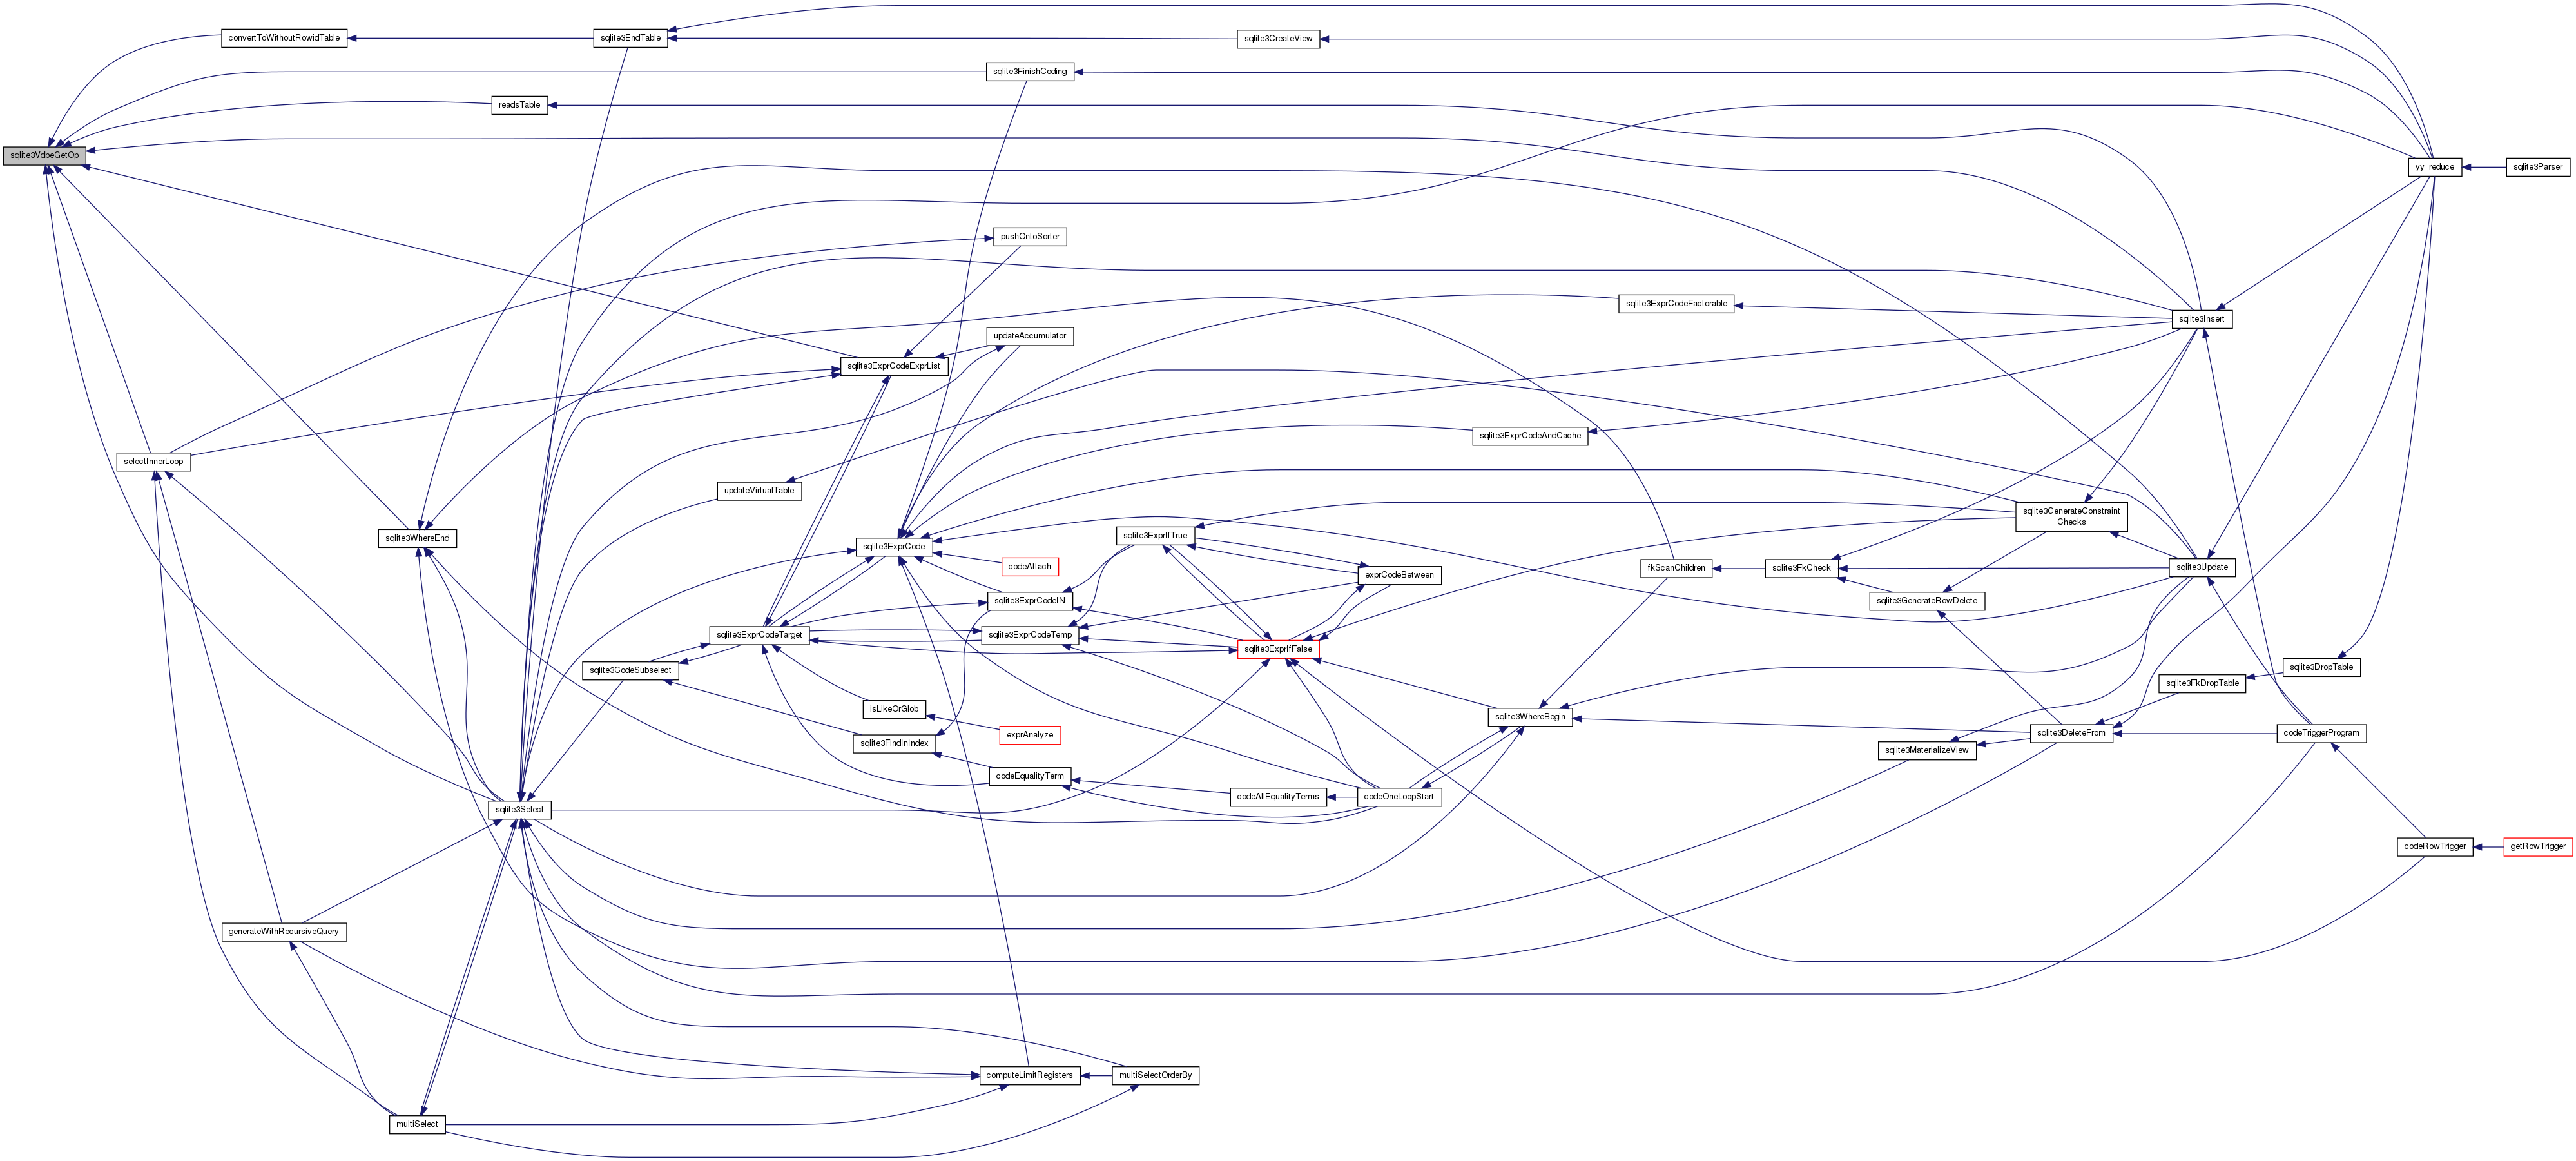 convertToWithoutRowidTable
sqlite3EndTable
sqlite3CreateView
sqlite3FinishCoding
readsTable
sqlite3VdbeGetOp
yy_reduce
sqlite3Parser
pushOntoSorter
sqlite3ExprCodeFactorable
sqlite3Insert
updateAccumulator
sqlite3ExprCodeExprList
sqlite3ExprCodeAndCache
selectInnerLoop
updateVirtualTable
sqlite3GenerateConstraint
Checks
sqlite3WhereEnd
sqlite3ExprIfTrue
sqlite3ExprCode
codeAttach
exprCodeBetween
fkScanChildren
sqlite3FkCheck
sqlite3Update
sqlite3ExprCodeIN
sqlite3GenerateRowDelete
sqlite3ExprCodeTarget
sqlite3ExprCodeTemp
sqlite3ExprIfFalse
sqlite3CodeSubselect
sqlite3DropTable
sqlite3FkDropTable
isLikeOrGlob
sqlite3WhereBegin
exprAnalyze
sqlite3DeleteFrom
codeTriggerProgram
sqlite3FindInIndex
sqlite3MaterializeView
codeEqualityTerm
codeAllEqualityTerms
codeOneLoopStart
sqlite3Select
codeRowTrigger
getRowTrigger
generateWithRecursiveQuery
computeLimitRegisters
multiSelectOrderBy
multiSelect